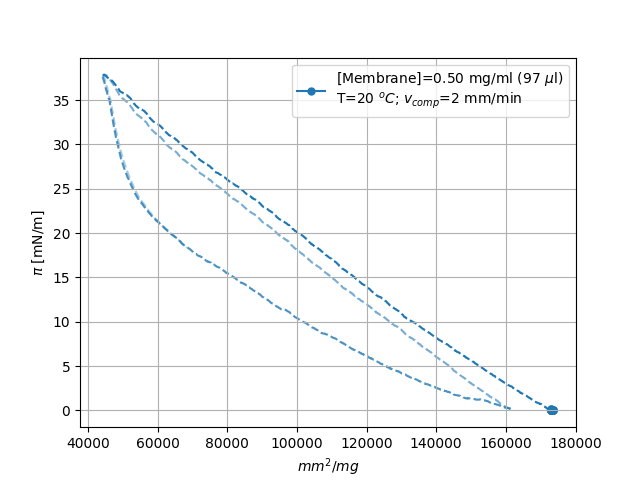 [Membrane]=0.50 mg/ml (97 μl)
T=20 °C; v_comp=2 mm/min
35
30
25
20
15
10
5
0
π [mN/m]
40000 60000 80000 100000 120000 140000 160000 180000
mm²/mg